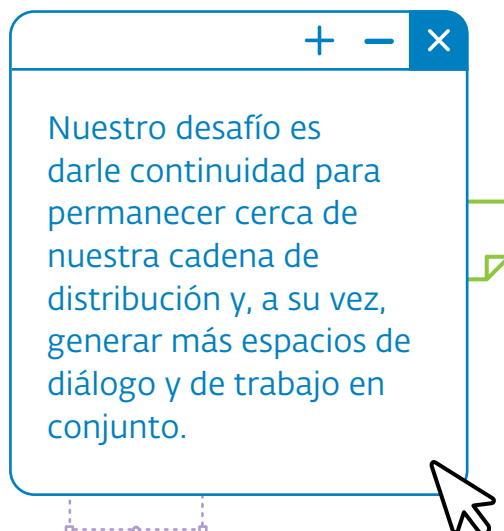 Nuestro desafío es
darle continuidad para
permanecer cerca de
nuestra cadena de
distribución y, a su vez,
generar más espacios de
diálogo y de trabajo en
conjunto.